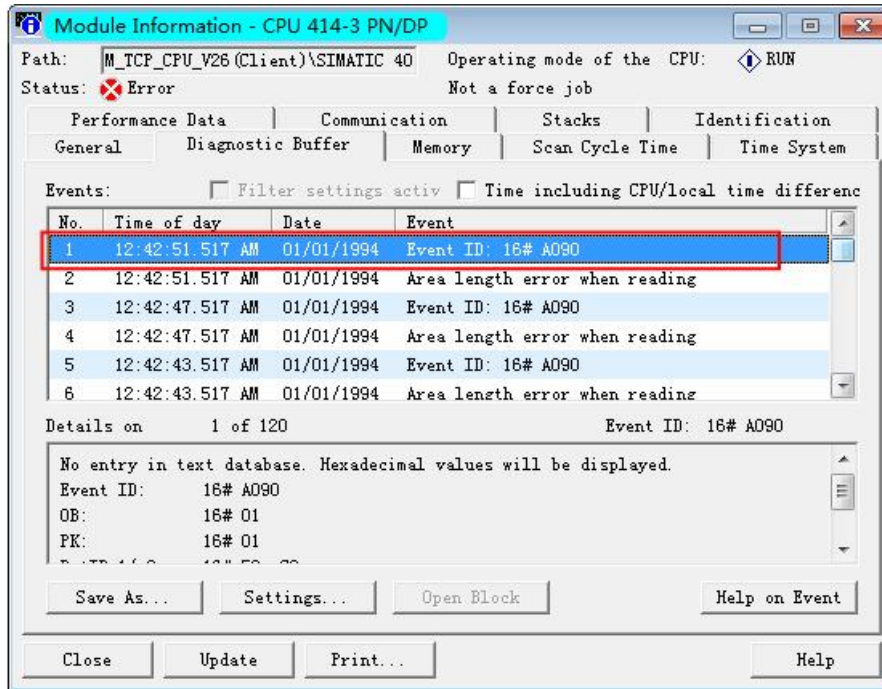 Module Information - CPU 414-3 PN/DP
Path: M_TCP_CPU_V26(Client)\SIMATIC 40 Operating mode of the CPU: RUN
Status: Error Not a force job
Performance Data Communication Stacks Identification
General Diagnostic Buffer Memory Scan Cycle Time Time System
Events: Filter settings activ Time including CPU/local time differenc
No. Time of day Date Event
1 12:42:51.517 AM 01/01/1994 Event ID: 16# A090
2 12:42:51.517 AM 01/01/1994 Area length error when reading
3 12:42:47.517 AM 01/01/1994 Event ID: 16# A090
4 12:42:47.517 AM 01/01/1994 Area length error when reading
5 12:42:43.517 AM 01/01/1994 Event ID: 16# A090
6 12:42:43.517 AM 01/01/1994 Area length error when reading
Details on 1 of 120 Event ID: 16# A090
No entry in text database. Hexadecimal values will be displayed.
Event ID: 16# A090
OB: 16# 01
PK: 16# 01
Save As... Settings... Open Block Help on Event
Close Update Print... Help